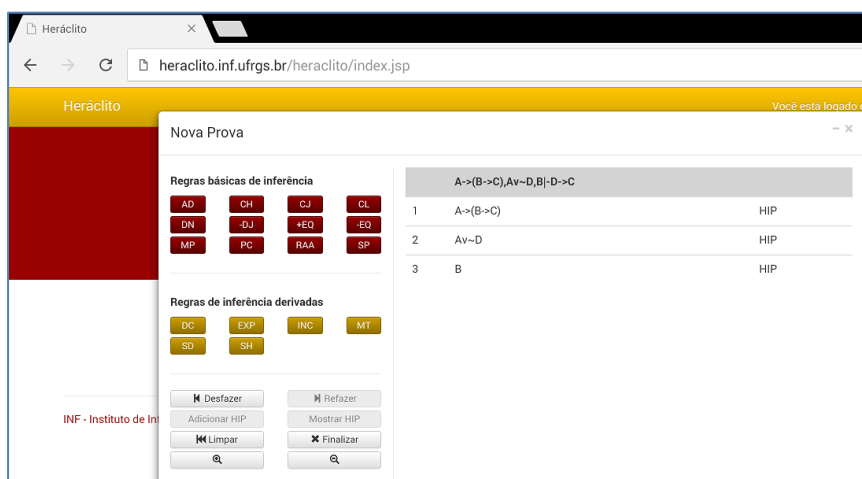 Heráclito
heraclito.inf.ufrgs.br/heraclito/index.jsp
Heráclito
Você está logado
Nova Prova
Regras básicas de inferência
AD CH CJ CL
DN -DJ +EQ -EQ
MP PC RAA SP
Regras de inferência derivadas
DC EXP INC MT
SD SH
Desfazer Refazer
Adicionar HIP Mostrar HIP
Limpar Finalizar
A->(B->C),Av~D,B|-D->C
1 A->(B->C) HIP
2 Av~D HIP
3 B HIP
INF - Instituto de In